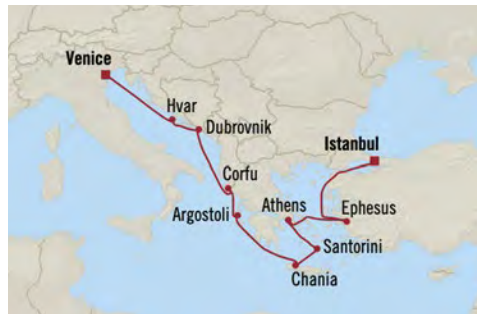 Venice
Hvar
Dubrovnik
Istanbul
Corfu
Athens
Ephesus
Argostoli
Santorini
Chania